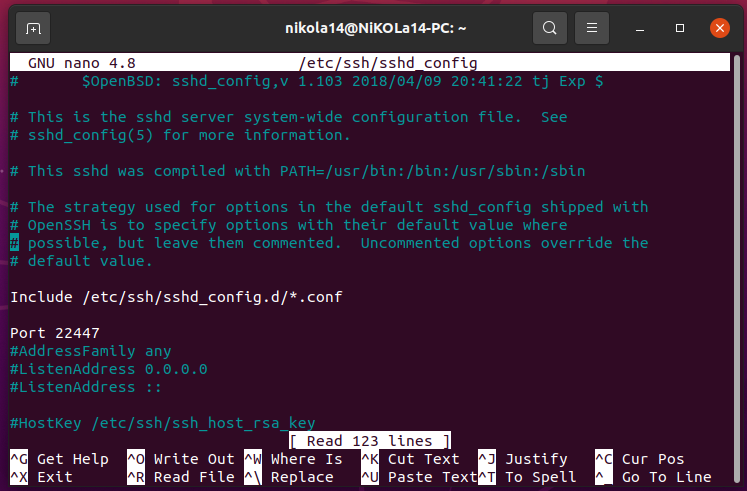 nikola14@NiKOLa14-PC: ~
GNU nano 4.8 /etc/ssh/sshd_config
# $OpenBSD: sshd_config,v 1.103 2018/04/09 20:41:22 tj Exp $
# This is the sshd server system-wide configuration file. See
# sshd_config(5) for more information.
# This sshd was compiled with PATH=/usr/bin:/bin:/usr/sbin:/sbin
# The strategy used for options in the default sshd_config shipped with
# OpenSSH is to specify options with their default value where
# possible, but leave them commented. Uncommented options override the
# default value.
Include /etc/ssh/sshd_config.d/*.conf
Port 22447
#AddressFamily any
#ListenAddress 0.0.0.0
#ListenAddress ::
#HostKey /etc/ssh/ssh_host_rsa_key
[ Read 123 lines ]
^G Get Help ^O Write Out ^W Where Is ^K Cut Text ^J Justify ^C Cur Pos
^X Exit ^R Read File ^\ Replace ^U Paste Text ^T To Spell ^_ Go To Line